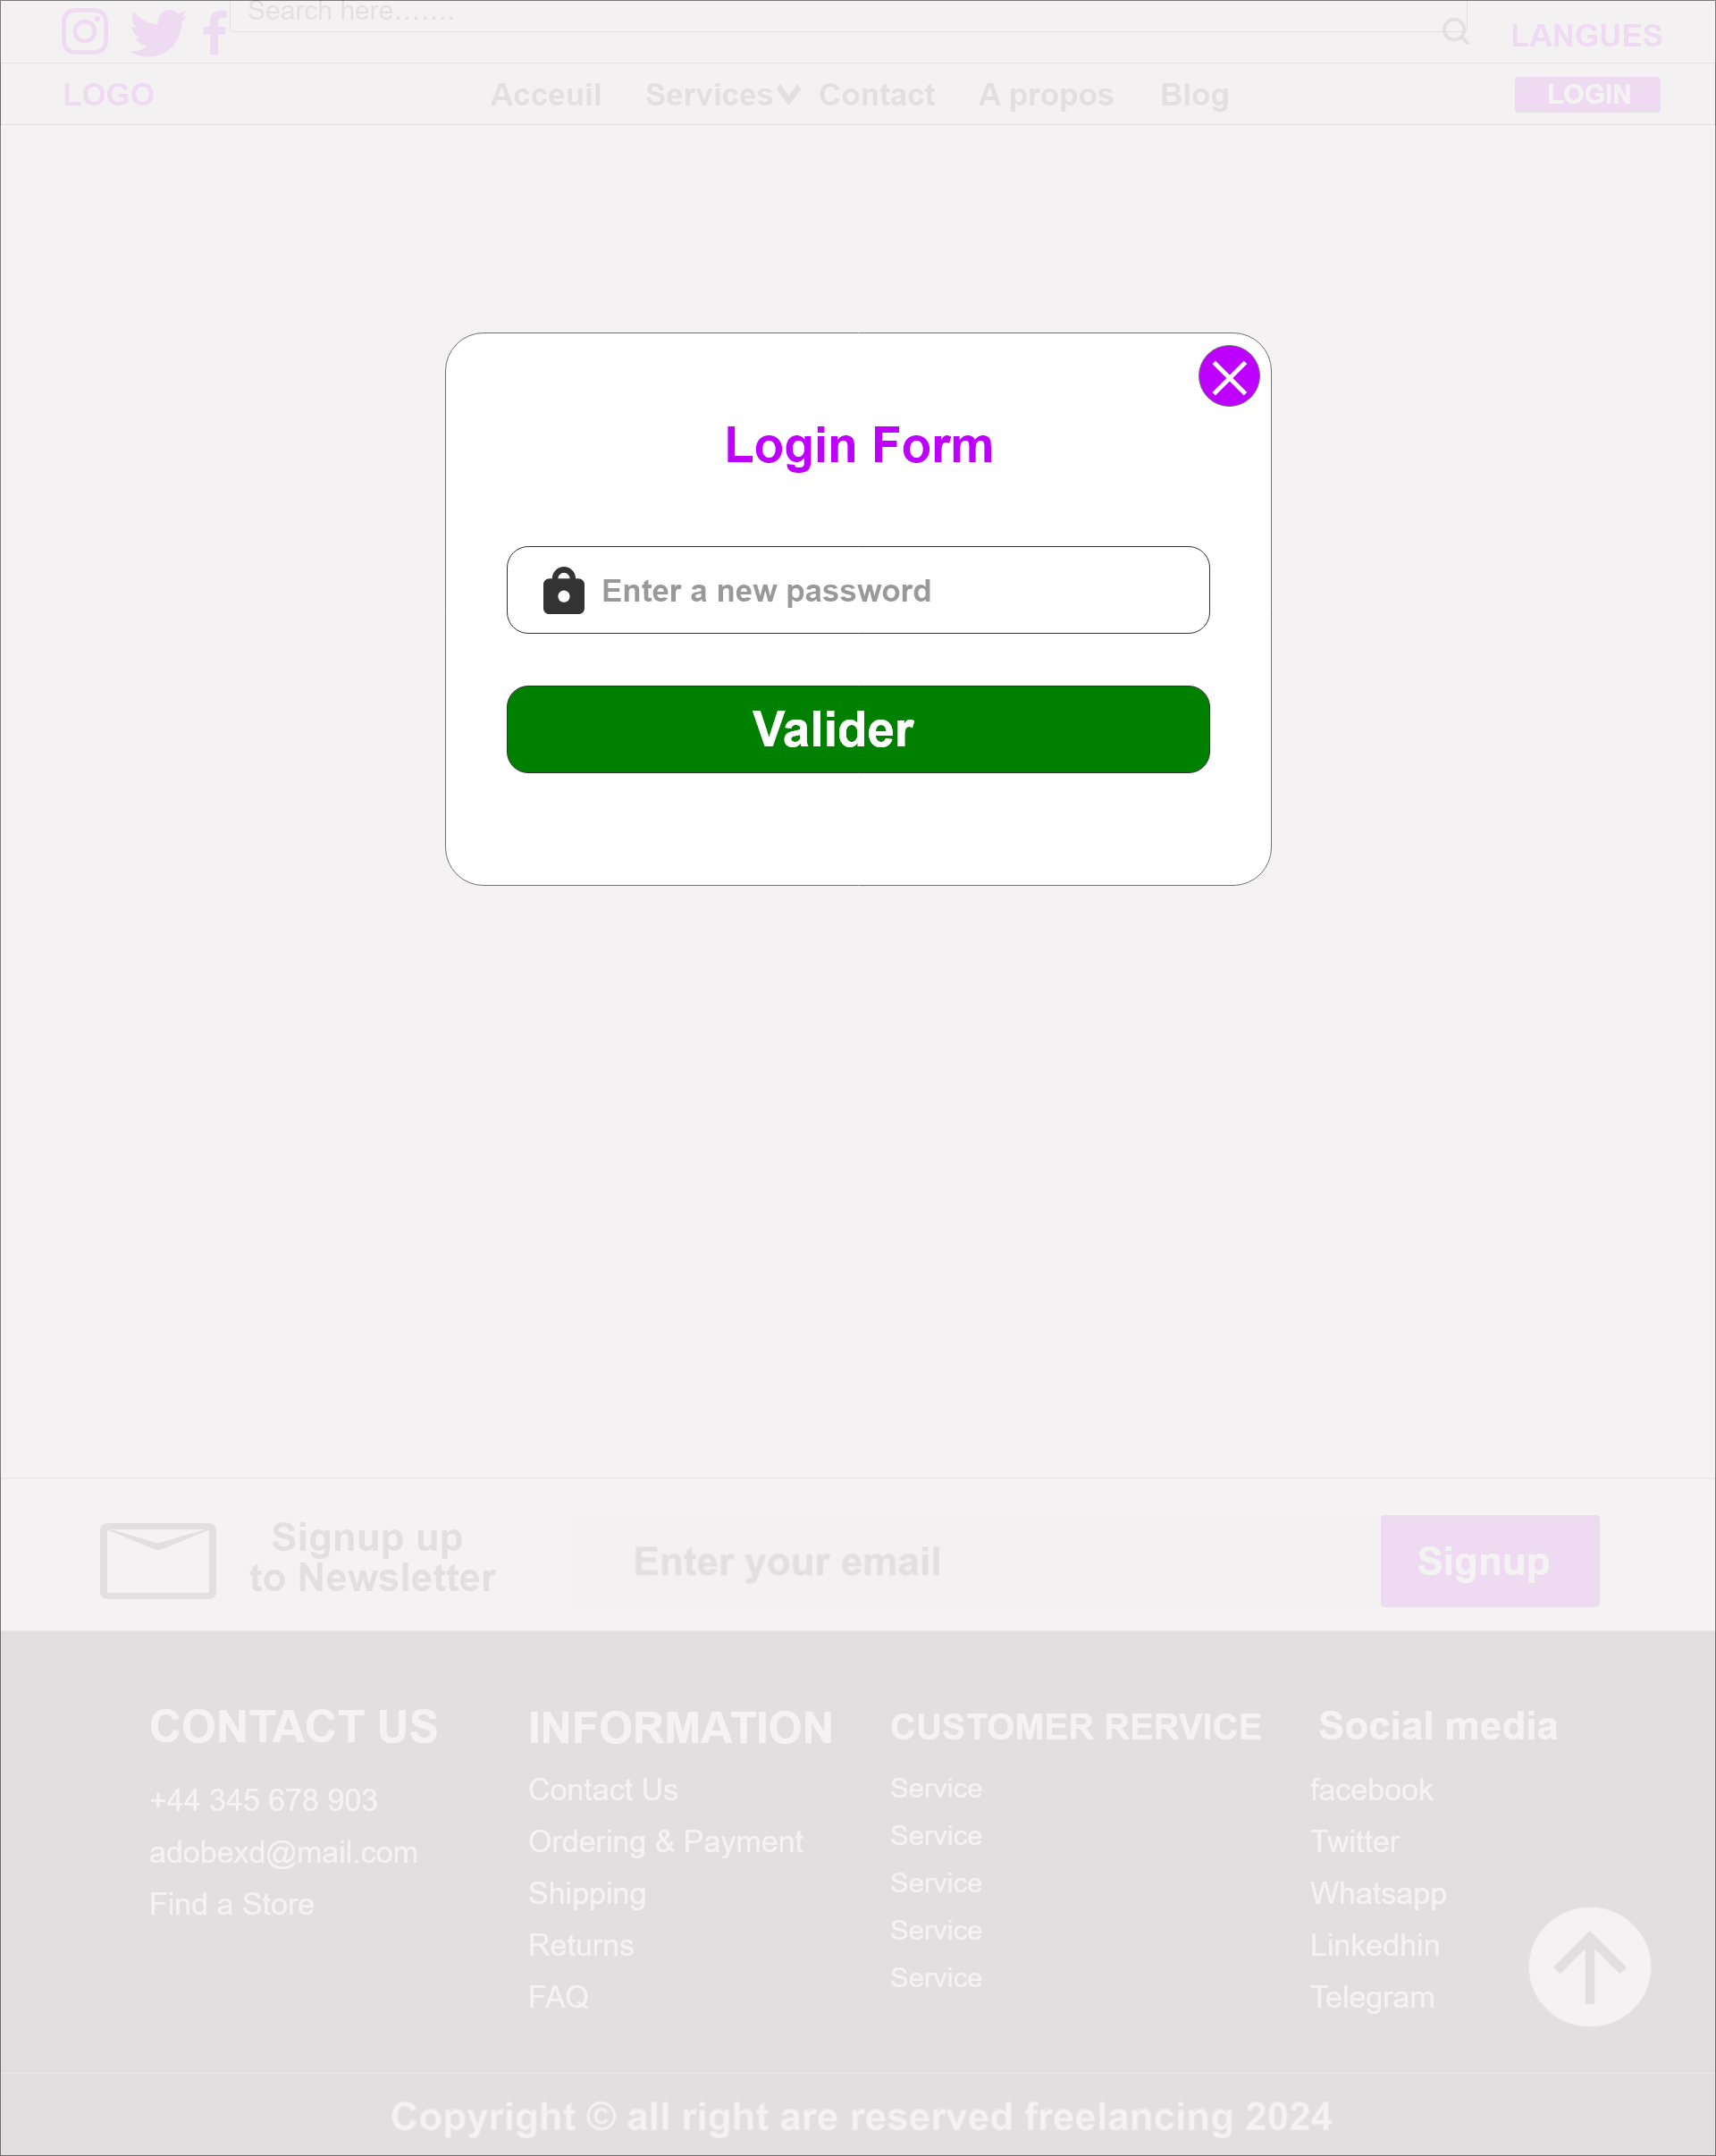 Search here.......
LANGUES
LOGO
Acceuil
Services
Contact
A propos
Blog
LOGIN
Login Form
Enter a new password
Valider
Signup up
to Newsletter
Enter your email
Signup
CONTACT US
+44 345 678 903
adobexd@mail.com
Find a Store
INFORMATION
Contact Us
Ordering & Payment
Shipping
Returns
FAQ
CUSTOMER RERVICE
Service
Service
Service
Service
Service
Social media
facebook
Twitter
Whatsapp
Linkedhin
Telegram
Copyright © all right are reserved freelancing 2024